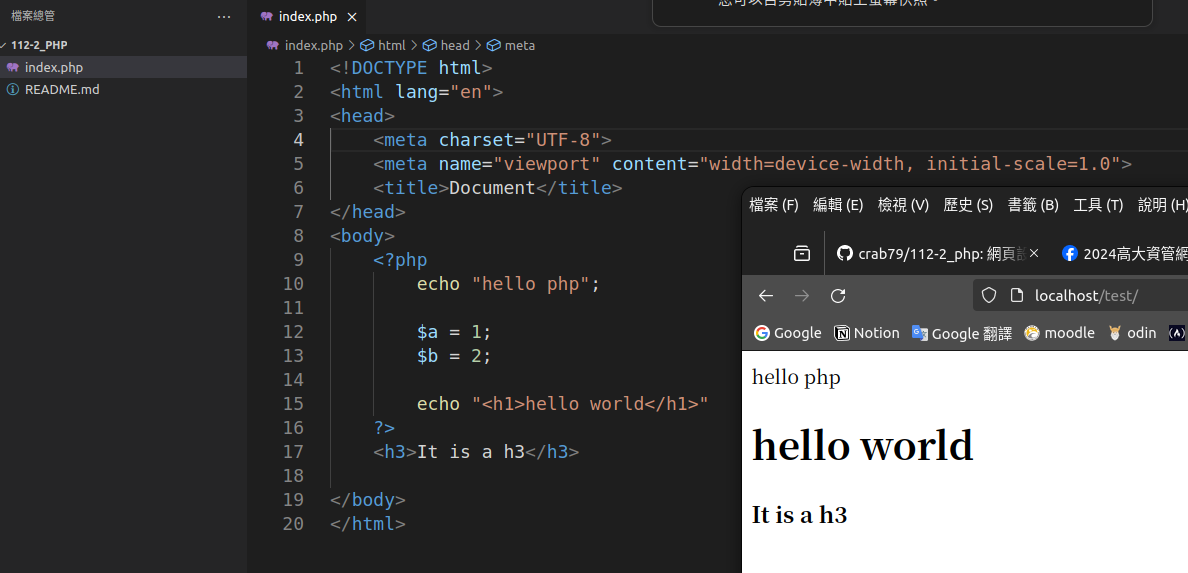 檔案總管 ...
index.php
112-2_PHP
index.php
README.md
index.php > html > head > meta
1 <!DOCTYPE html>
2 <html lang="en">
3 <head>
4 <meta charset="UTF-8">
5 <meta name="viewport" content="width=device-width, initial-scale=1.0">
6 <title>Document</title>
7 </head>
8 <body>
9 <?php
10 echo "hello php";
11
12 $a = 1;
13 $b = 2;
14
15 echo "<h1>hello world</h1>"
16 ?>
17 <h3>It is a h3</h3>
18
19 </body>
20 </html>
檔案 (F) 編輯 (E) 檢視 (V) 歷史 (S) 書籤 (B) 工具 (T) 說明 (H)
crab79/112-2_php: 網頁 2024高大資管網
localhost/test/
Google Notion Google 翻譯 moodle odin
hello php
hello world
It is a h3